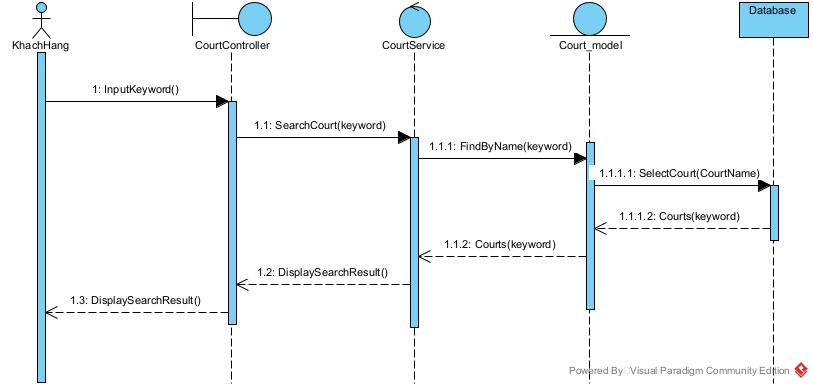 Database
KhachHang
CourtController
CourtService
Court_model
1: InputKeyword()
1.1: SearchCourt(keyword)
1.1.1: FindByName(keyword)
1.1.1.1: SelectCourt(CourtName)
1.1.1.2: Courts(keyword)
1.1.2: Courts(keyword)
1.2: DisplaySearchResult()
1.3: DisplaySearchResult()
Powered By Visual Paradigm Community Edition